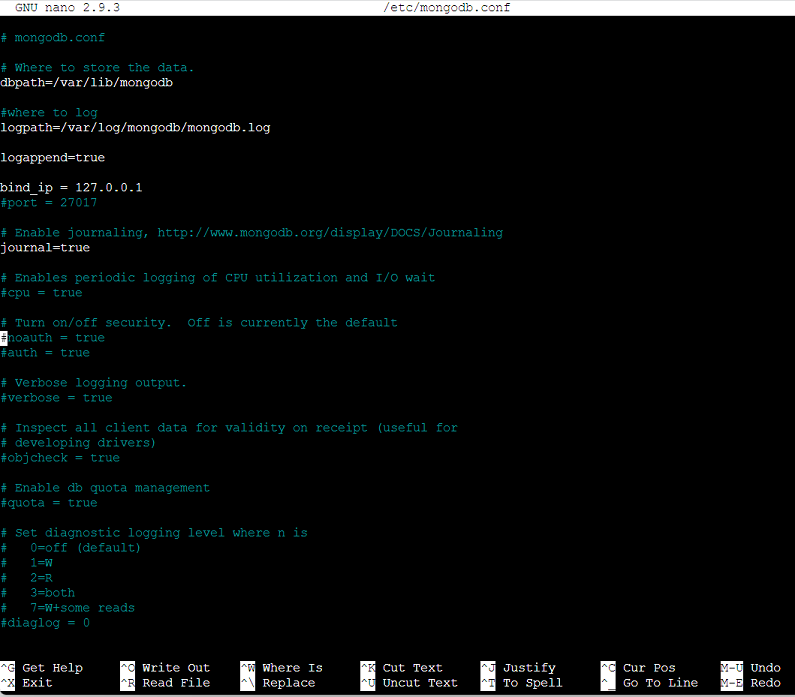 GNU nano 2.9.3 /etc/mongodb.conf
# mongodb.conf
# Where to store the data.
dbpath=/var/lib/mongodb
#where to log
logpath=/var/log/mongodb/mongodb.log
logappend=true
bind_ip = 127.0.0.1
#port = 27017
# Enable journaling, http://www.mongodb.org/display/DOCS/Journaling
journal=true
# Enables periodic logging of CPU utilization and I/O wait
#cpu = true
# Turn on/off security.  Off is currently the default
#noauth = true
#auth = true
# Verbose logging output.
#verbose = true
# Inspect all client data for validity on receipt (useful for
# developing drivers)
#objcheck = true
# Enable db quota management
#quota = true
# Set diagnostic logging level where n is
#   0=off (default)
#   1=W
#   2=R
#   3=both
#   7=W+some reads
#diaglog = 0
^G Get Help ^O Write Out ^W Where Is ^K Cut Text ^J Justify ^C Cur Pos M-U Undo
^X Exit ^R Read File ^\ Replace ^U Uncut Text ^T To Spell ^_ Go To Line M-E Redo